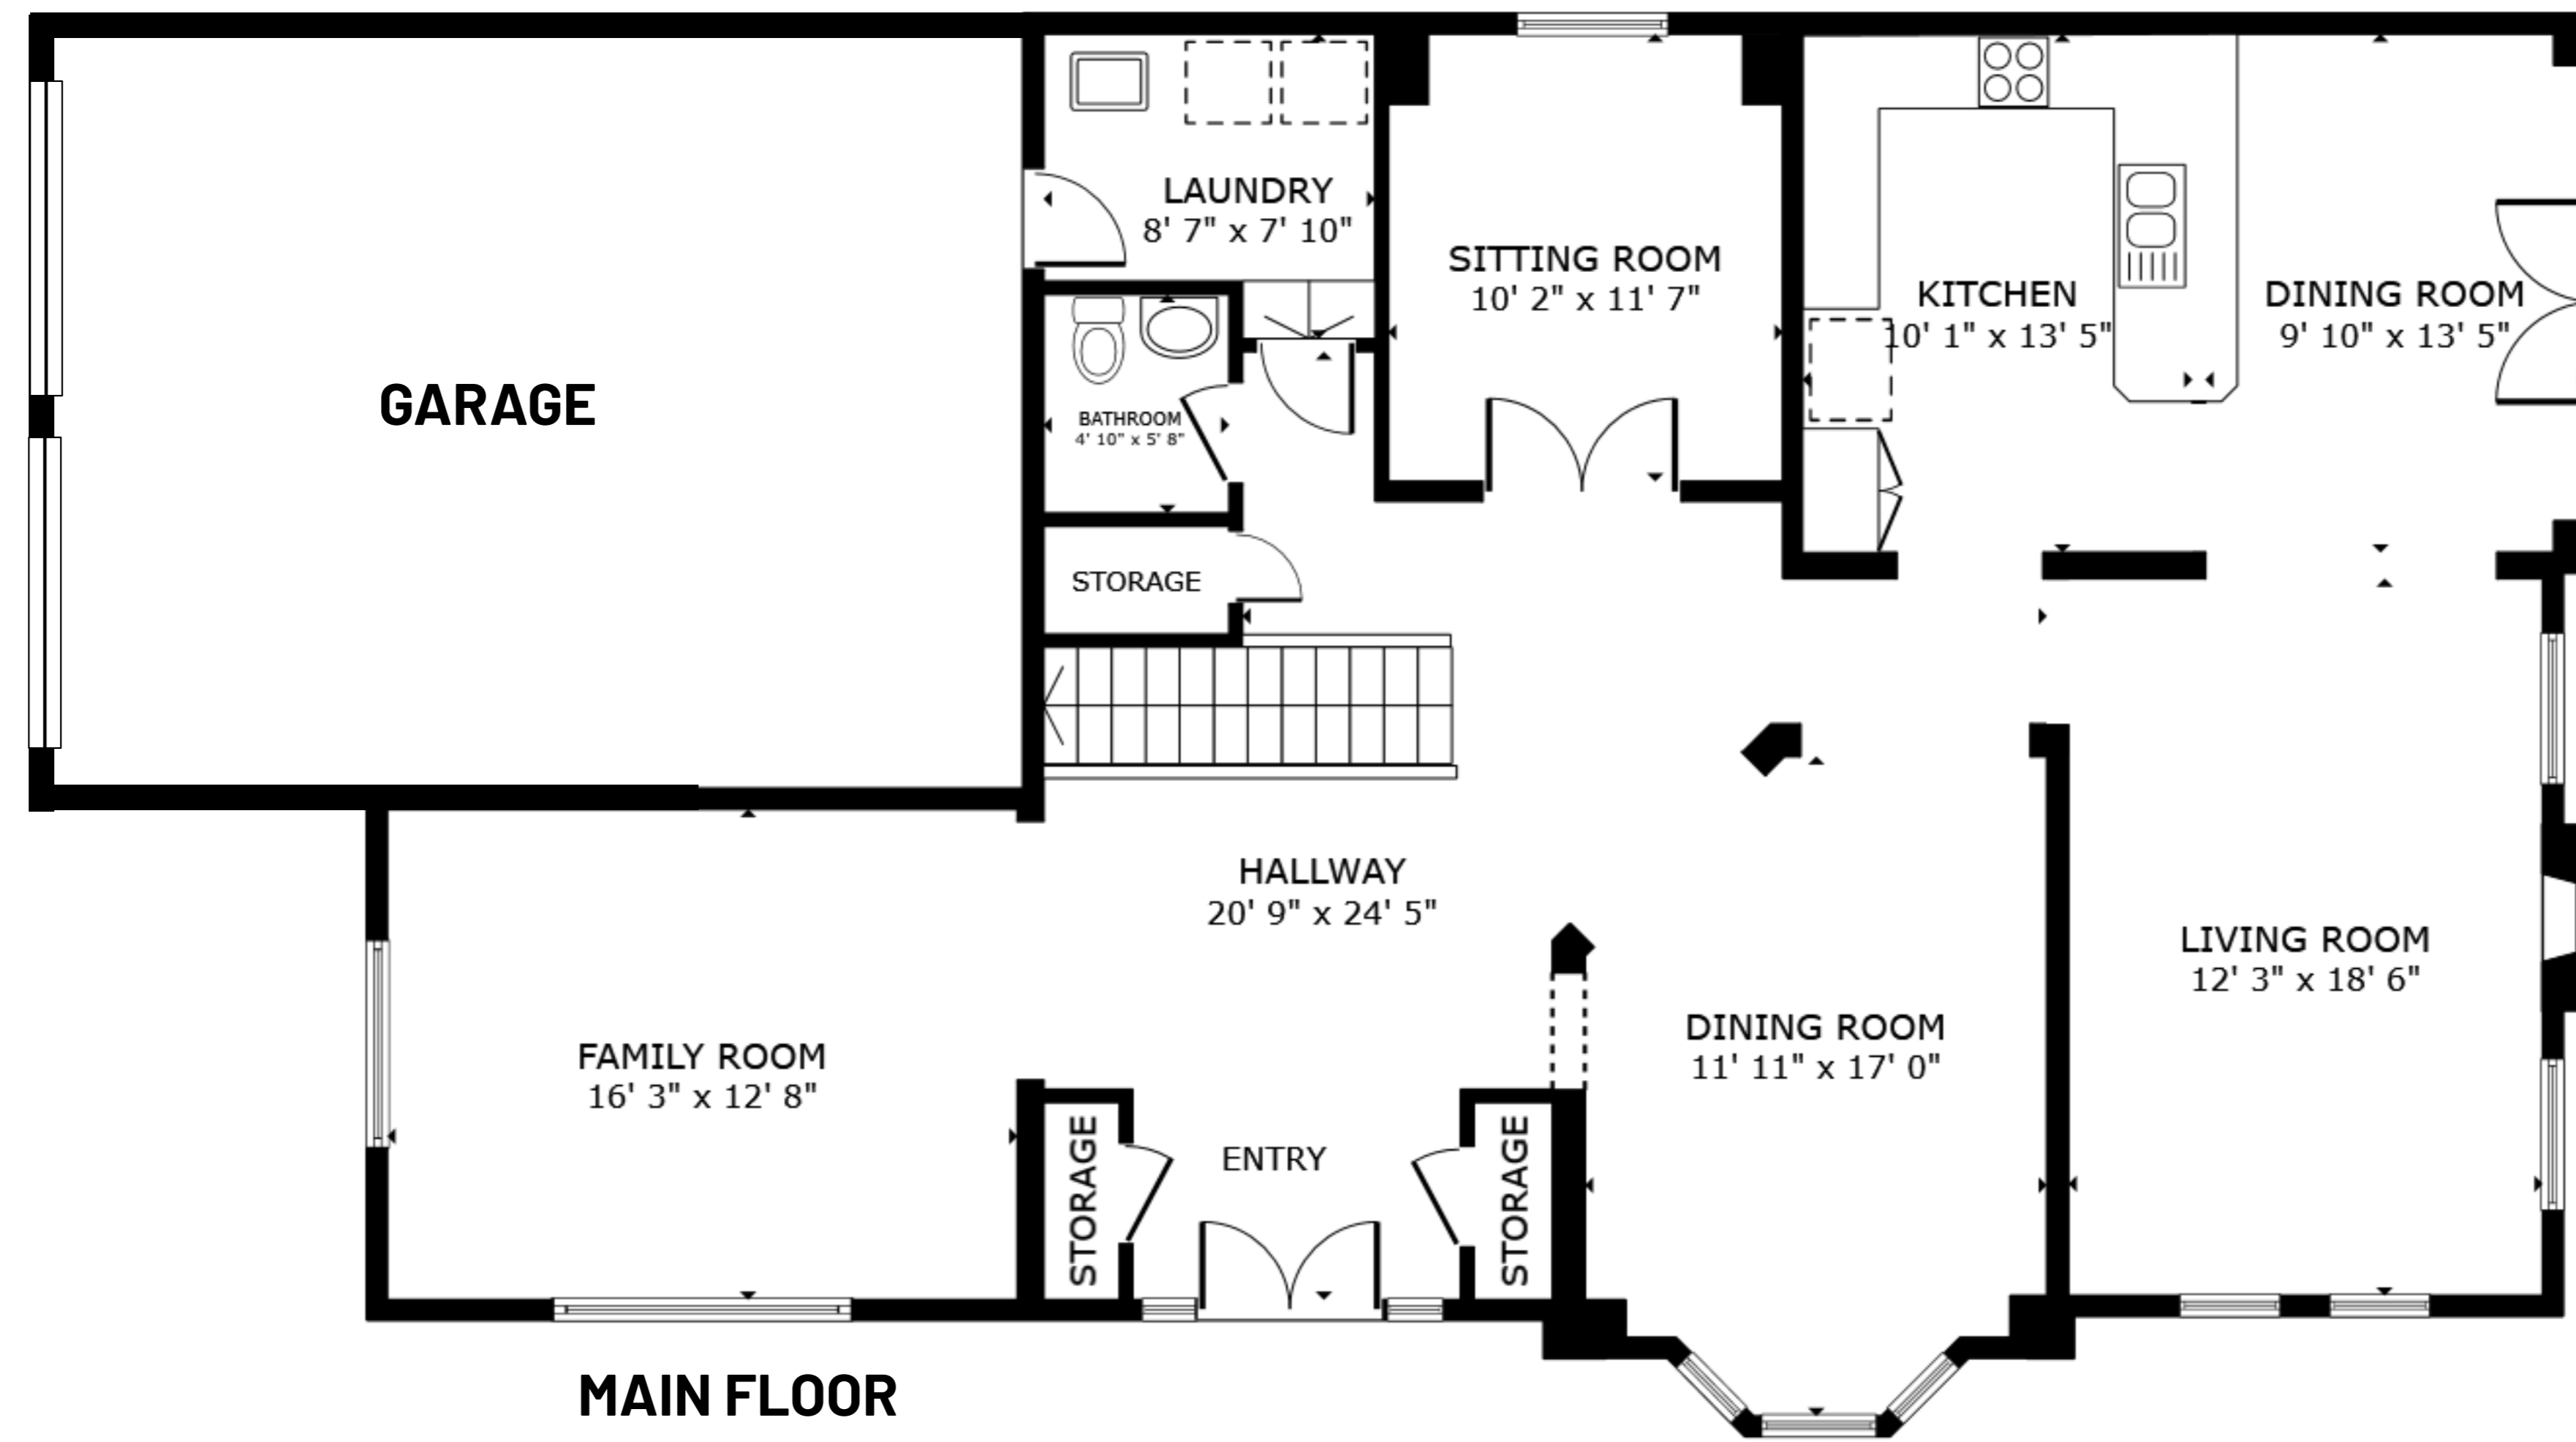 LAUNDRY
8' 7" x 7' 10"
SITTING ROOM
10' 2" x 11' 7"
KITCHEN
10' 1" x 13' 5"
DINING ROOM
9' 10" x 13' 5"
GARAGE
BATHROOM
4' 10" x 5' 8"
STORAGE
HALLWAY
20' 9" x 24' 5"
LIVING ROOM
12' 3" x 18' 6"
DINING ROOM
11' 11" x 17' 0"
FAMILY ROOM
16' 3" x 12' 8"
STORAGE
ENTRY
STORAGE
MAIN FLOOR